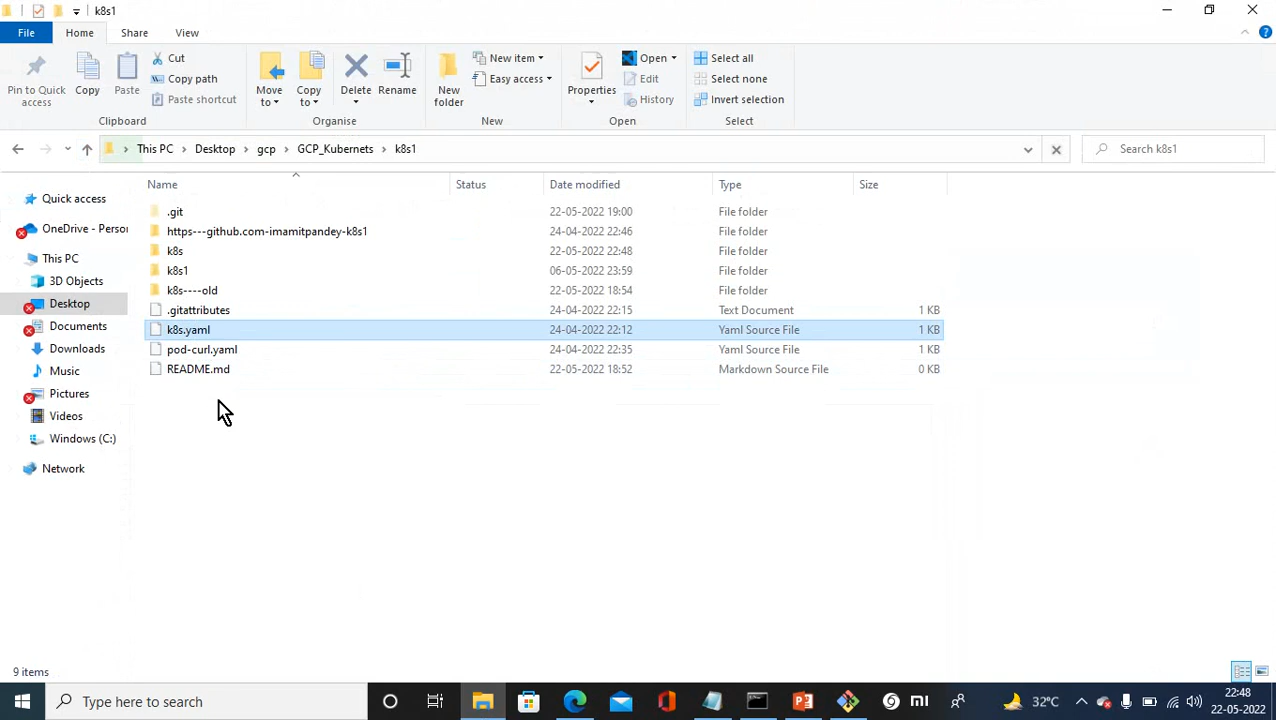 k8s1
File Home Share View
Pin to Quick access
Copy
Paste
Cut
Copy path
Paste shortcut
Clipboard
Move to
Copy to
Delete
Rename
Organise
New folder
New item
Easy access
New
Properties
Open
Edit
History
Open
Select all
Select none
Invert selection
Select
This PC Desktop gcp GCP_Kubernets k8s1
Search k8s1
Name Status Date modified Type Size
Quick access
OneDrive - Perso
This PC
3D Objects
Desktop
Documents
Downloads
Music
Pictures
Videos
Windows (C:)
Network
.git 22-05-2022 19:00 File folder
https---github.com-imamitpandey-k8s1 24-04-2022 22:46 File folder
k8s 22-05-2022 22:48 File folder
k8s1 06-05-2022 23:59 File folder
k8s----old 22-05-2022 18:54 File folder
.gitattributes 24-04-2022 22:15 Text Document 1 KB
k8s.yaml 24-04-2022 22:12 Yaml Source File 1 KB
pod-curl.yaml 24-04-2022 22:35 Yaml Source File 1 KB
README.md 22-05-2022 18:52 Markdown Source File 0 KB
9 items
Type here to search
32°C
22:48
22-05-2022